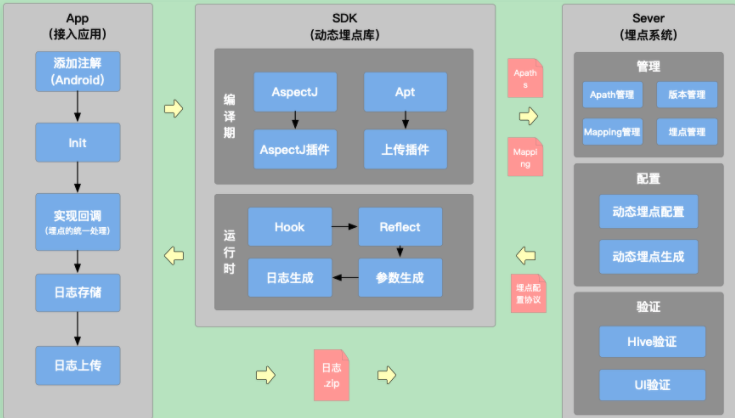 App
(接入应用)
添加注解
(Android)
Init
实现回调
(埋点的统一处理)
日志存储
日志上传
SDK
(动态埋点库)
编
译
期
AspectJ
Apt
AspectJ插件
上传插件
运
行
时
Hook
Reflect
日志生成
参数生成
Apath
s
Mappi
ng
埋点配
置协议
日志
.zip
Sever
(埋点系统)
管理
Apath管理
版本管理
Mapping管理
埋点管理
配置
动态埋点配置
动态埋点生成
验证
Hive验证
UI验证